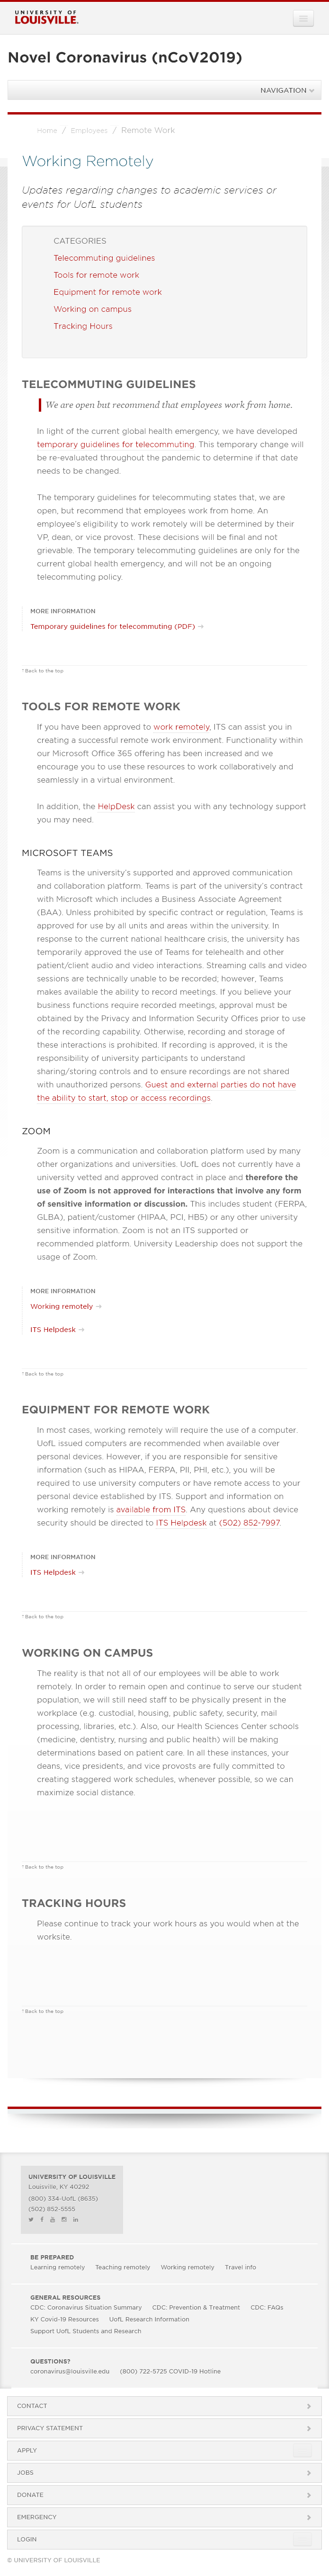 UNIVERSITY OF
LOUISVILLE.
Novel Coronavirus (nCoV2019)
NAVIGATION
Home / Employees / Remote Work
Working Remotely
Updates regarding changes to academic services or
events for UofL students
CATEGORIES
Telecommuting guidelines
Tools for remote work
Equipment for remote work
Working on campus
Tracking Hours
TELECOMMUTING GUIDELINES
We are open but recommend that employees work from home.
In light of the current global health emergency, we have developed
temporary guidelines for telecommuting. This temporary change will
be re-evaluated throughout the pandemic to determine if that date
needs to be changed.
The temporary guidelines for telecommuting states that, we are
open, but recommend that employees work from home. An
employee's eligibility to work remotely will be determined by their
VP, dean, or vice provost. These decisions will be final and not
grievable. The temporary telecommuting guidelines are only for the
current global health emergency, and will not be an ongoing
telecommuting policy.
MORE INFORMATION
Temporary guidelines for telecommuting (PDF) →
^ Back to the top
TOOLS FOR REMOTE WORK
If you have been approved to work remotely, ITS can assist you in
creating a successful remote work environment. Functionality within
our Microsoft Office 365 offering has been increased and we
encourage you to use these resources to work collaboratively and
seamlessly in a virtual environment.
In addition, the HelpDesk can assist you with any technology support
you may need.
MICROSOFT TEAMS
Teams is the university's supported and approved communication
and collaboration platform. Teams is part of the university's contract
with Microsoft which includes a Business Associate Agreement
(BAA). Unless prohibited by specific contract or regulation, Teams is
approved for use by all units and areas within the university. In
response to the current national healthcare crisis, the university has
temporarily approved the use of Teams for telehealth and other
patient/client audio and video interactions. Streaming calls and video
sessions are technically unable to be recorded; however, Teams
makes available the ability to record meetings. If you believe your
business functions require recorded meetings, approval must be
obtained by the Privacy and Information Security Offices prior to use
of the recording capability. Otherwise, recording and storage of
these interactions is prohibited. If recording is approved, it is the
responsibility of university participants to understand
sharing/storing controls and to ensure recordings are not shared
with unauthorized persons. Guest and external parties do not have
the ability to start, stop or access recordings.
ZOOM
Zoom is a communication and collaboration platform used by many
other organizations and universities. UofL does not currently have a
university vetted and approved contract in place and therefore the
use of Zoom is not approved for interactions that involve any form
of sensitive information or discussion. This includes student (FERPA,
GLBA), patient/customer (HIPAA, PCI, HB5) or any other university
sensitive information. Zoom is not an ITS supported or
recommended platform. University Leadership does not support the
usage of Zoom.
MORE INFORMATION
Working remotely →
ITS Helpdesk →
^ Back to the top
EQUIPMENT FOR REMOTE WORK
In most cases, working remotely will require the use of a computer.
UofL issued computers are recommended when available over
personal devices. However, if you are responsible for sensitive
information (such as HIPAA, FERPA, PII, PHI, etc.), you will be
required to use university computers or have remote access to your
personal device established by ITS. Support and information on
working remotely is available from ITS. Any questions about device
security should be directed to ITS Helpdesk at (502) 852-7997.
MORE INFORMATION
ITS Helpdesk →
^ Back to the top
WORKING ON CAMPUS
The reality is that not all of our employees will be able to work
remotely. In order to remain open and continue to serve our student
population, we will still need staff to be physically present in the
workplace (e.g. custodial, housing, public safety, security, mail
processing, libraries, etc.). Also, our Health Sciences Center schools
(medicine, dentistry, nursing and public health) will be making
determinations based on patient care. In all these instances, your
deans, vice presidents, and vice provosts are fully committed to
creating staggered work schedules, whenever possible, so we can
maximize social distance.
^ Back to the top
TRACKING HOURS
Please continue to track your work hours as you would when at the
worksite.
^ Back to the top
UNIVERSITY OF LOUISVILLE
Louisville, KY 40292
(800) 334-UofL (8635)
(502) 852-5555
BE PREPARED
Learning remotely Teaching remotely Working remotely Travel info
GENERAL RESOURCES
CDC: Coronavirus Situation Summary CDC: Prevention & Treatment CDC: FAQs
KY Covid-19 Resources UofL Research Information
Support UofL Students and Research
QUESTIONS?
coronavirus@louisville.edu (800) 722-5725 COVID-19 Hotline
CONTACT
PRIVACY STATEMENT
APPLY
JOBS
DONATE
EMERGENCY
LOGIN
© UNIVERSITY OF LOUISVILLE